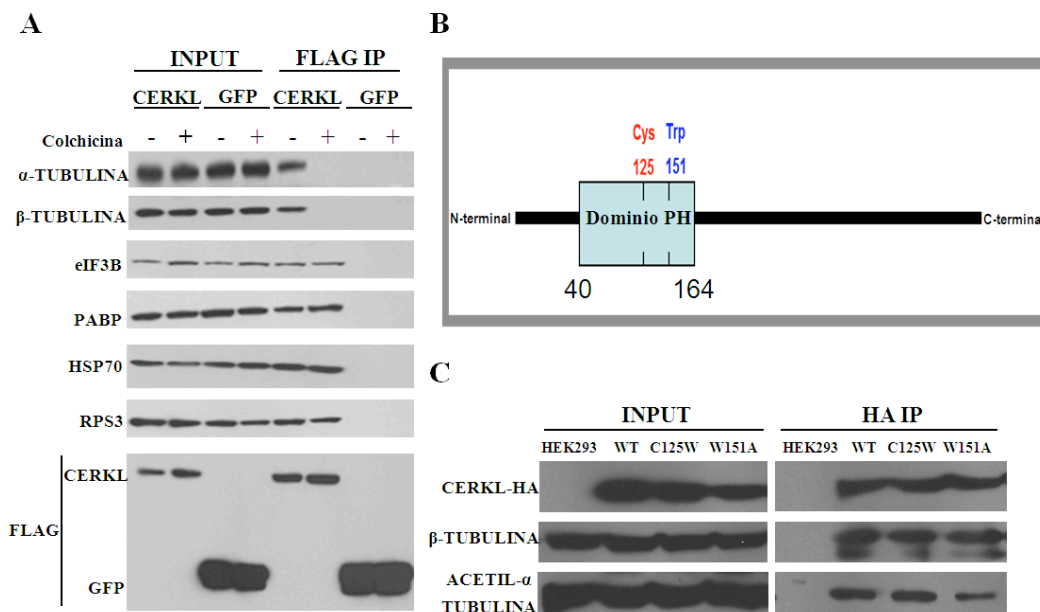 A
INPUT FLAG IP
CERKL GFP CERKL GFP
Colchicina - + - + - + - +
α-TUBULINA
β-TUBULINA
eIF3B
PABP
HSP70
RPS3
CERKL
FLAG
GFP
B
Cys Trp
125 151
N-terminal Dominio PH C-terminal
40 164
C
INPUT HA IP
HEK293 WT C125W W151A HEK293 WT C125W W151A
CERKL-HA
β-TUBULINA
ACETIL-α
TUBULINA